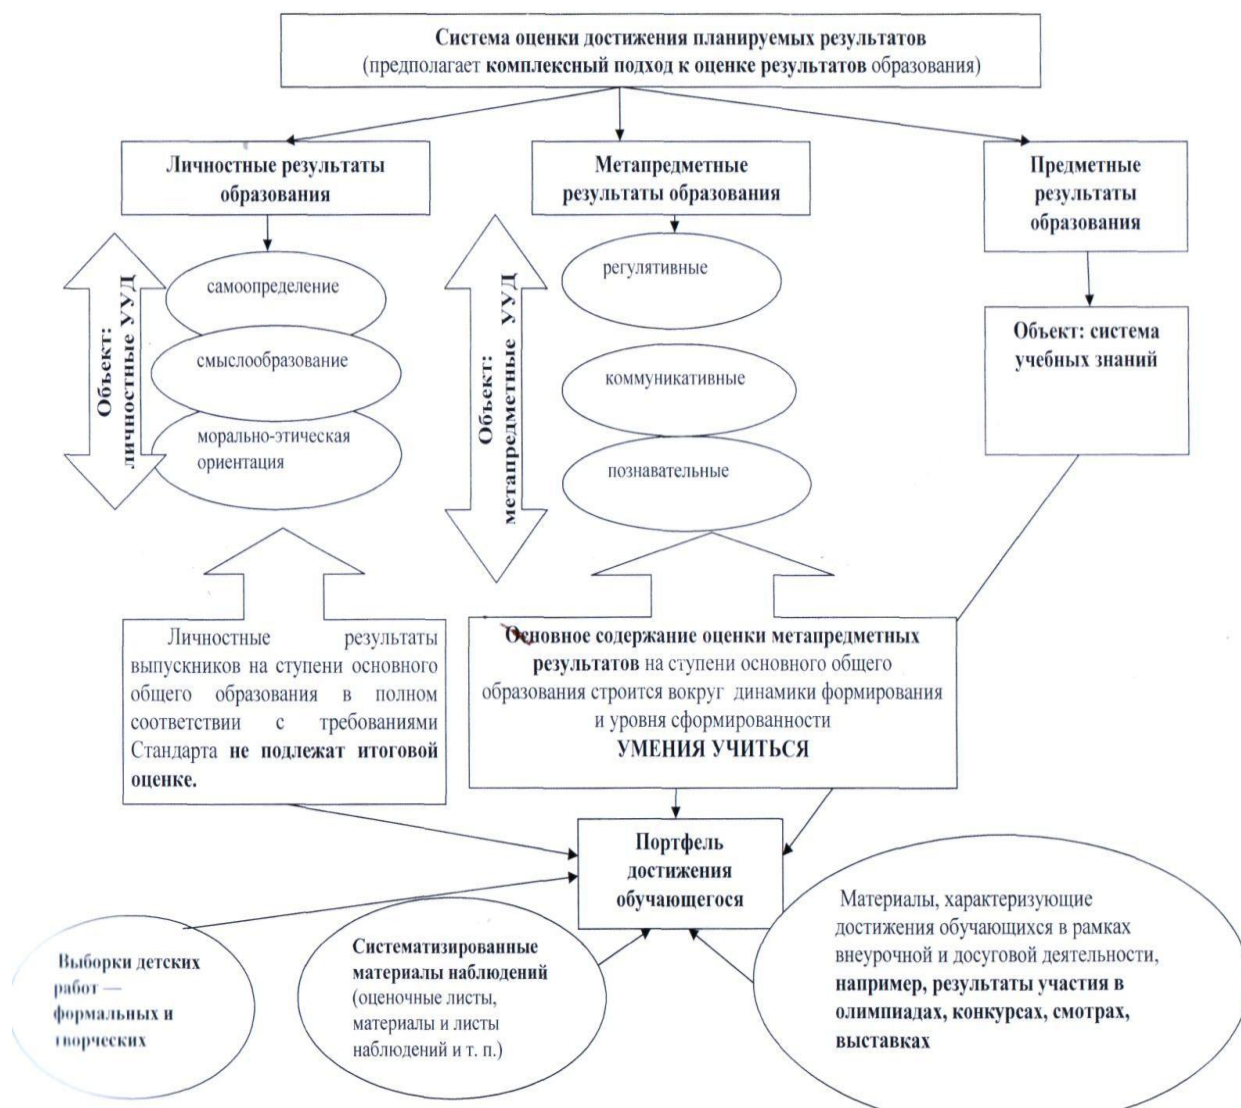 Система оценки достижения планируемых результатов
(предполагает комплексный подход к оценке результатов образования)
Личностные результаты
образования
Метапредметные
результаты образования
Предметные
результаты
образования
Объект:
личностные УУД
самоопределение
смыслообразование
морально-этическая
ориентация
Объект:
метапредметные УУД
регулятивные
коммуникативные
познавательные
Объект: система
учебных знаний
Личностные результаты
выпускников на ступени основного
общего образования в полном
соответствии с требованиями
Стандарта не подлежат итоговой
оценке.
Основное содержание оценки метапредметных
результатов на ступени основного общего
образования строится вокруг динамики формирования
и уровня сформированности
УМЕНИЯ УЧИТЬСЯ
Портфель
достижения
обучающегося
Выборки детских
работ —
формальных и
творческих
Систематизированные
материалы наблюдений
(оценочные листы,
материалы и листы
наблюдений и т. п.)
Материалы, характеризующие
достижения обучающихся в рамках
внеурочной и досуговой деятельности,
например, результаты участия в
олимпиадах, конкурсах, смотрах,
выставках